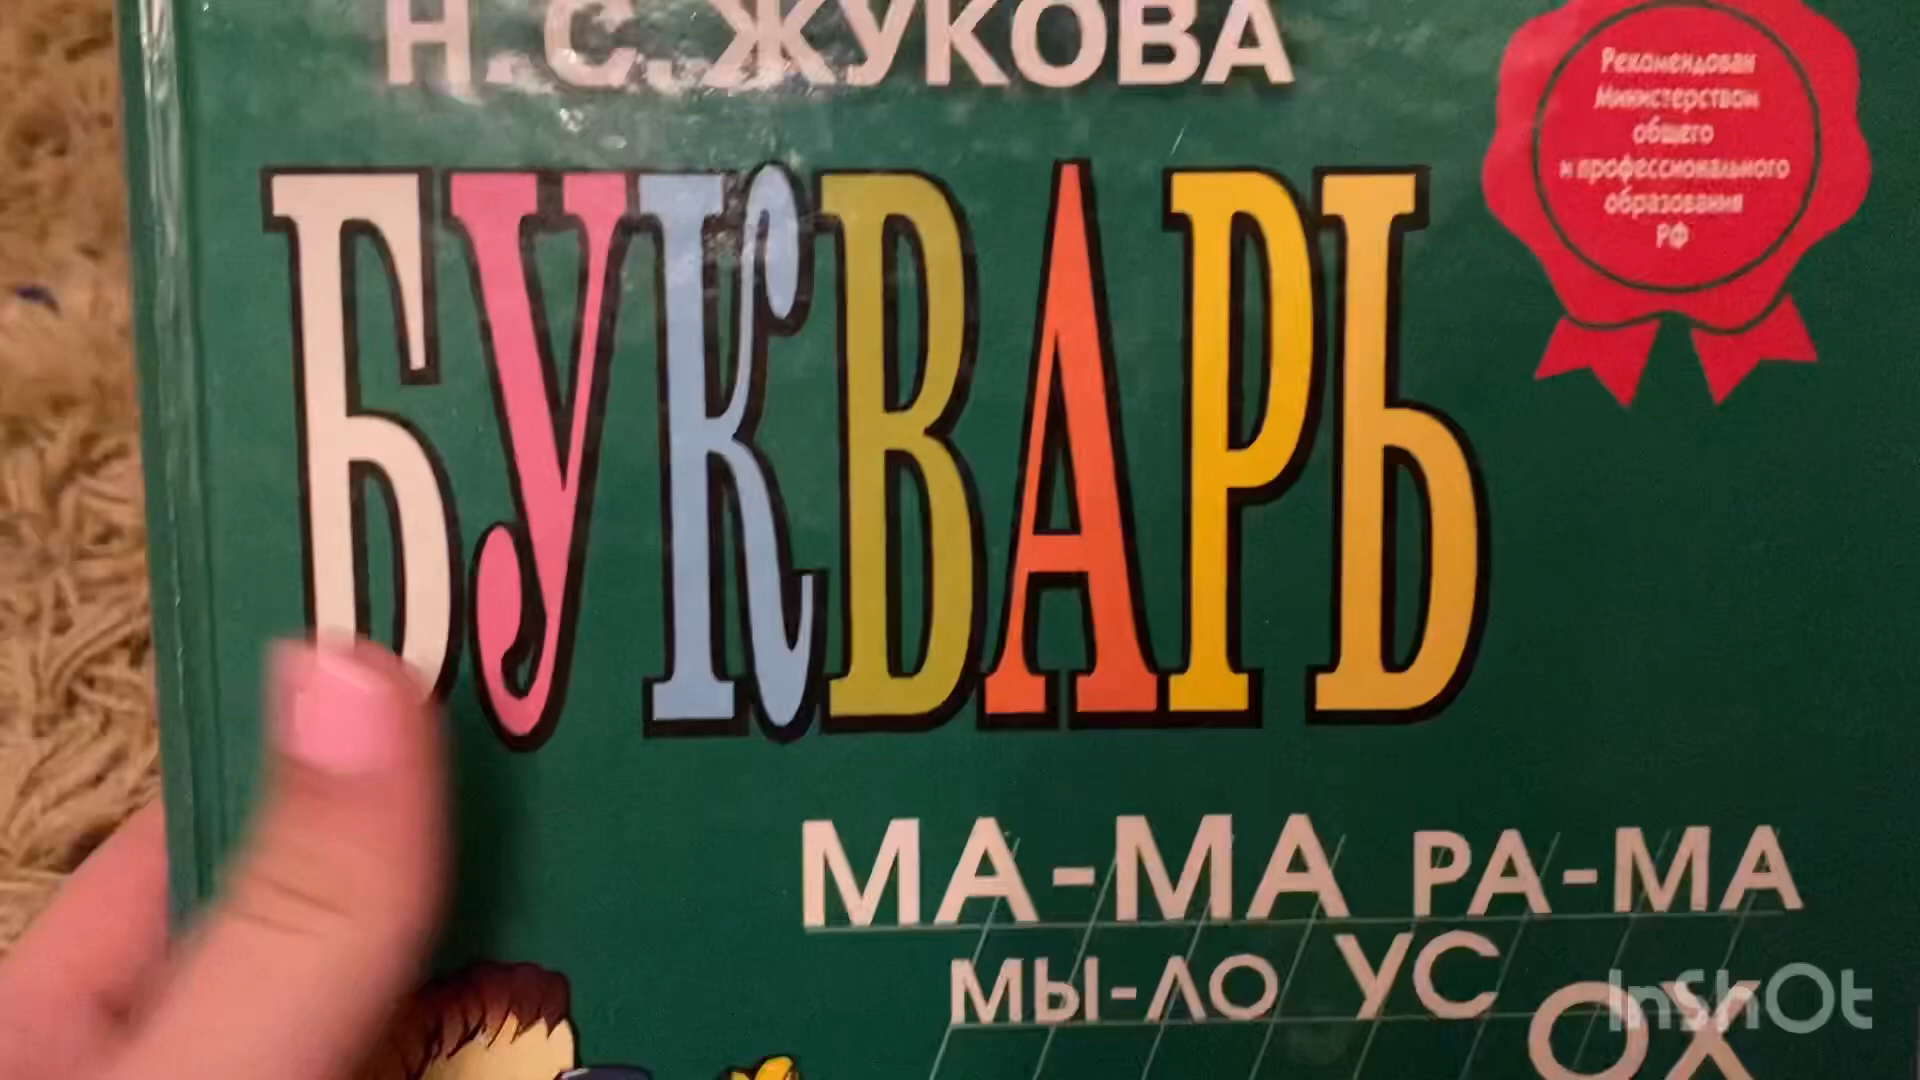 Н.С.ЖУКОВА
Рекомендован
Министерством
общего
и профессионального
образования
РФ
БУКВАРЬ
МА-МА РА-МА
МЫ-ЛО УС
ОХ
InShOt